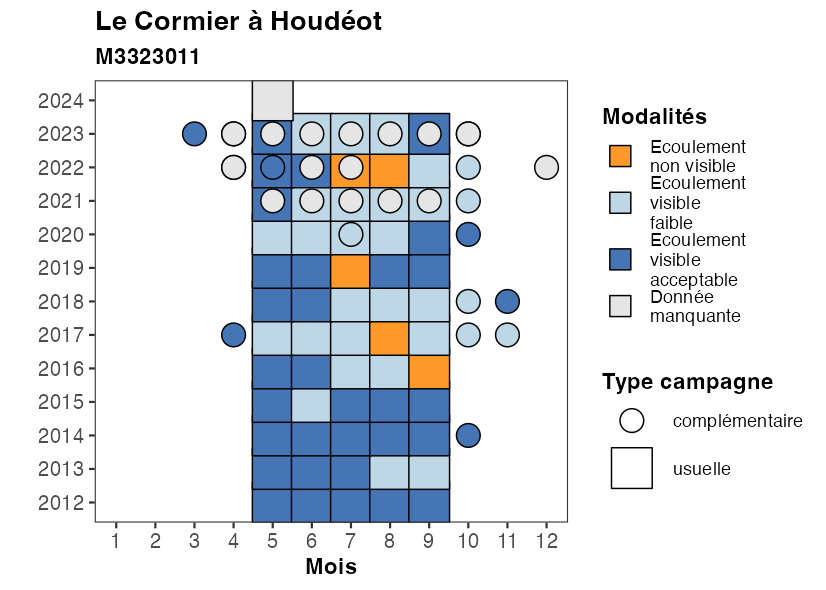 Le Cormier à Houdéot
M3323011
2024
2023
2022
2021
2020
2019
2018
2017
2016
2015
2014
2013
2012
1 2 3 4 5 6 7 8 9 10 11 12
Mois
Modalités
Ecoulement
non visible
Ecoulement
visible
faible
Ecoulement
visible
acceptable
Donnée
manquante
Type campagne
complémentaire
usuelle